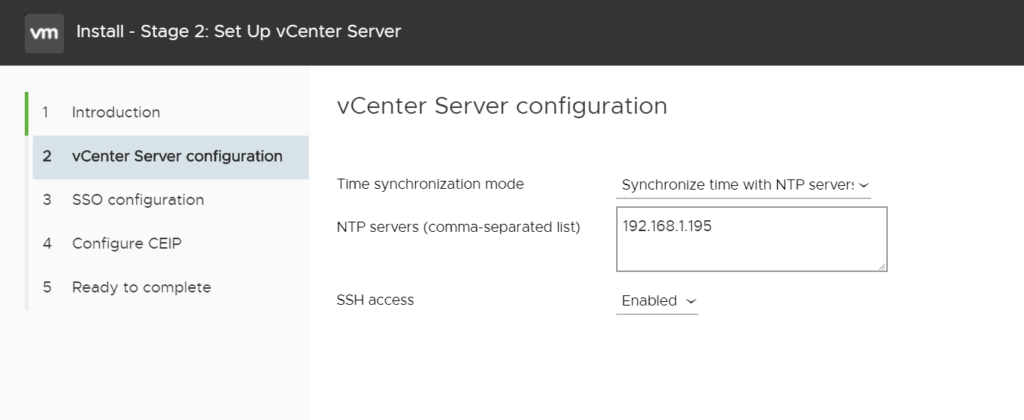 vm Install - Stage 2: Set Up vCenter Server
1 Introduction
2 vCenter Server configuration
3 SSO configuration
4 Configure CEIP
5 Ready to complete
vCenter Server configuration
Time synchronization mode Synchronize time with NTP servers
NTP servers (comma-separated list) 192.168.1.195
SSH access Enabled